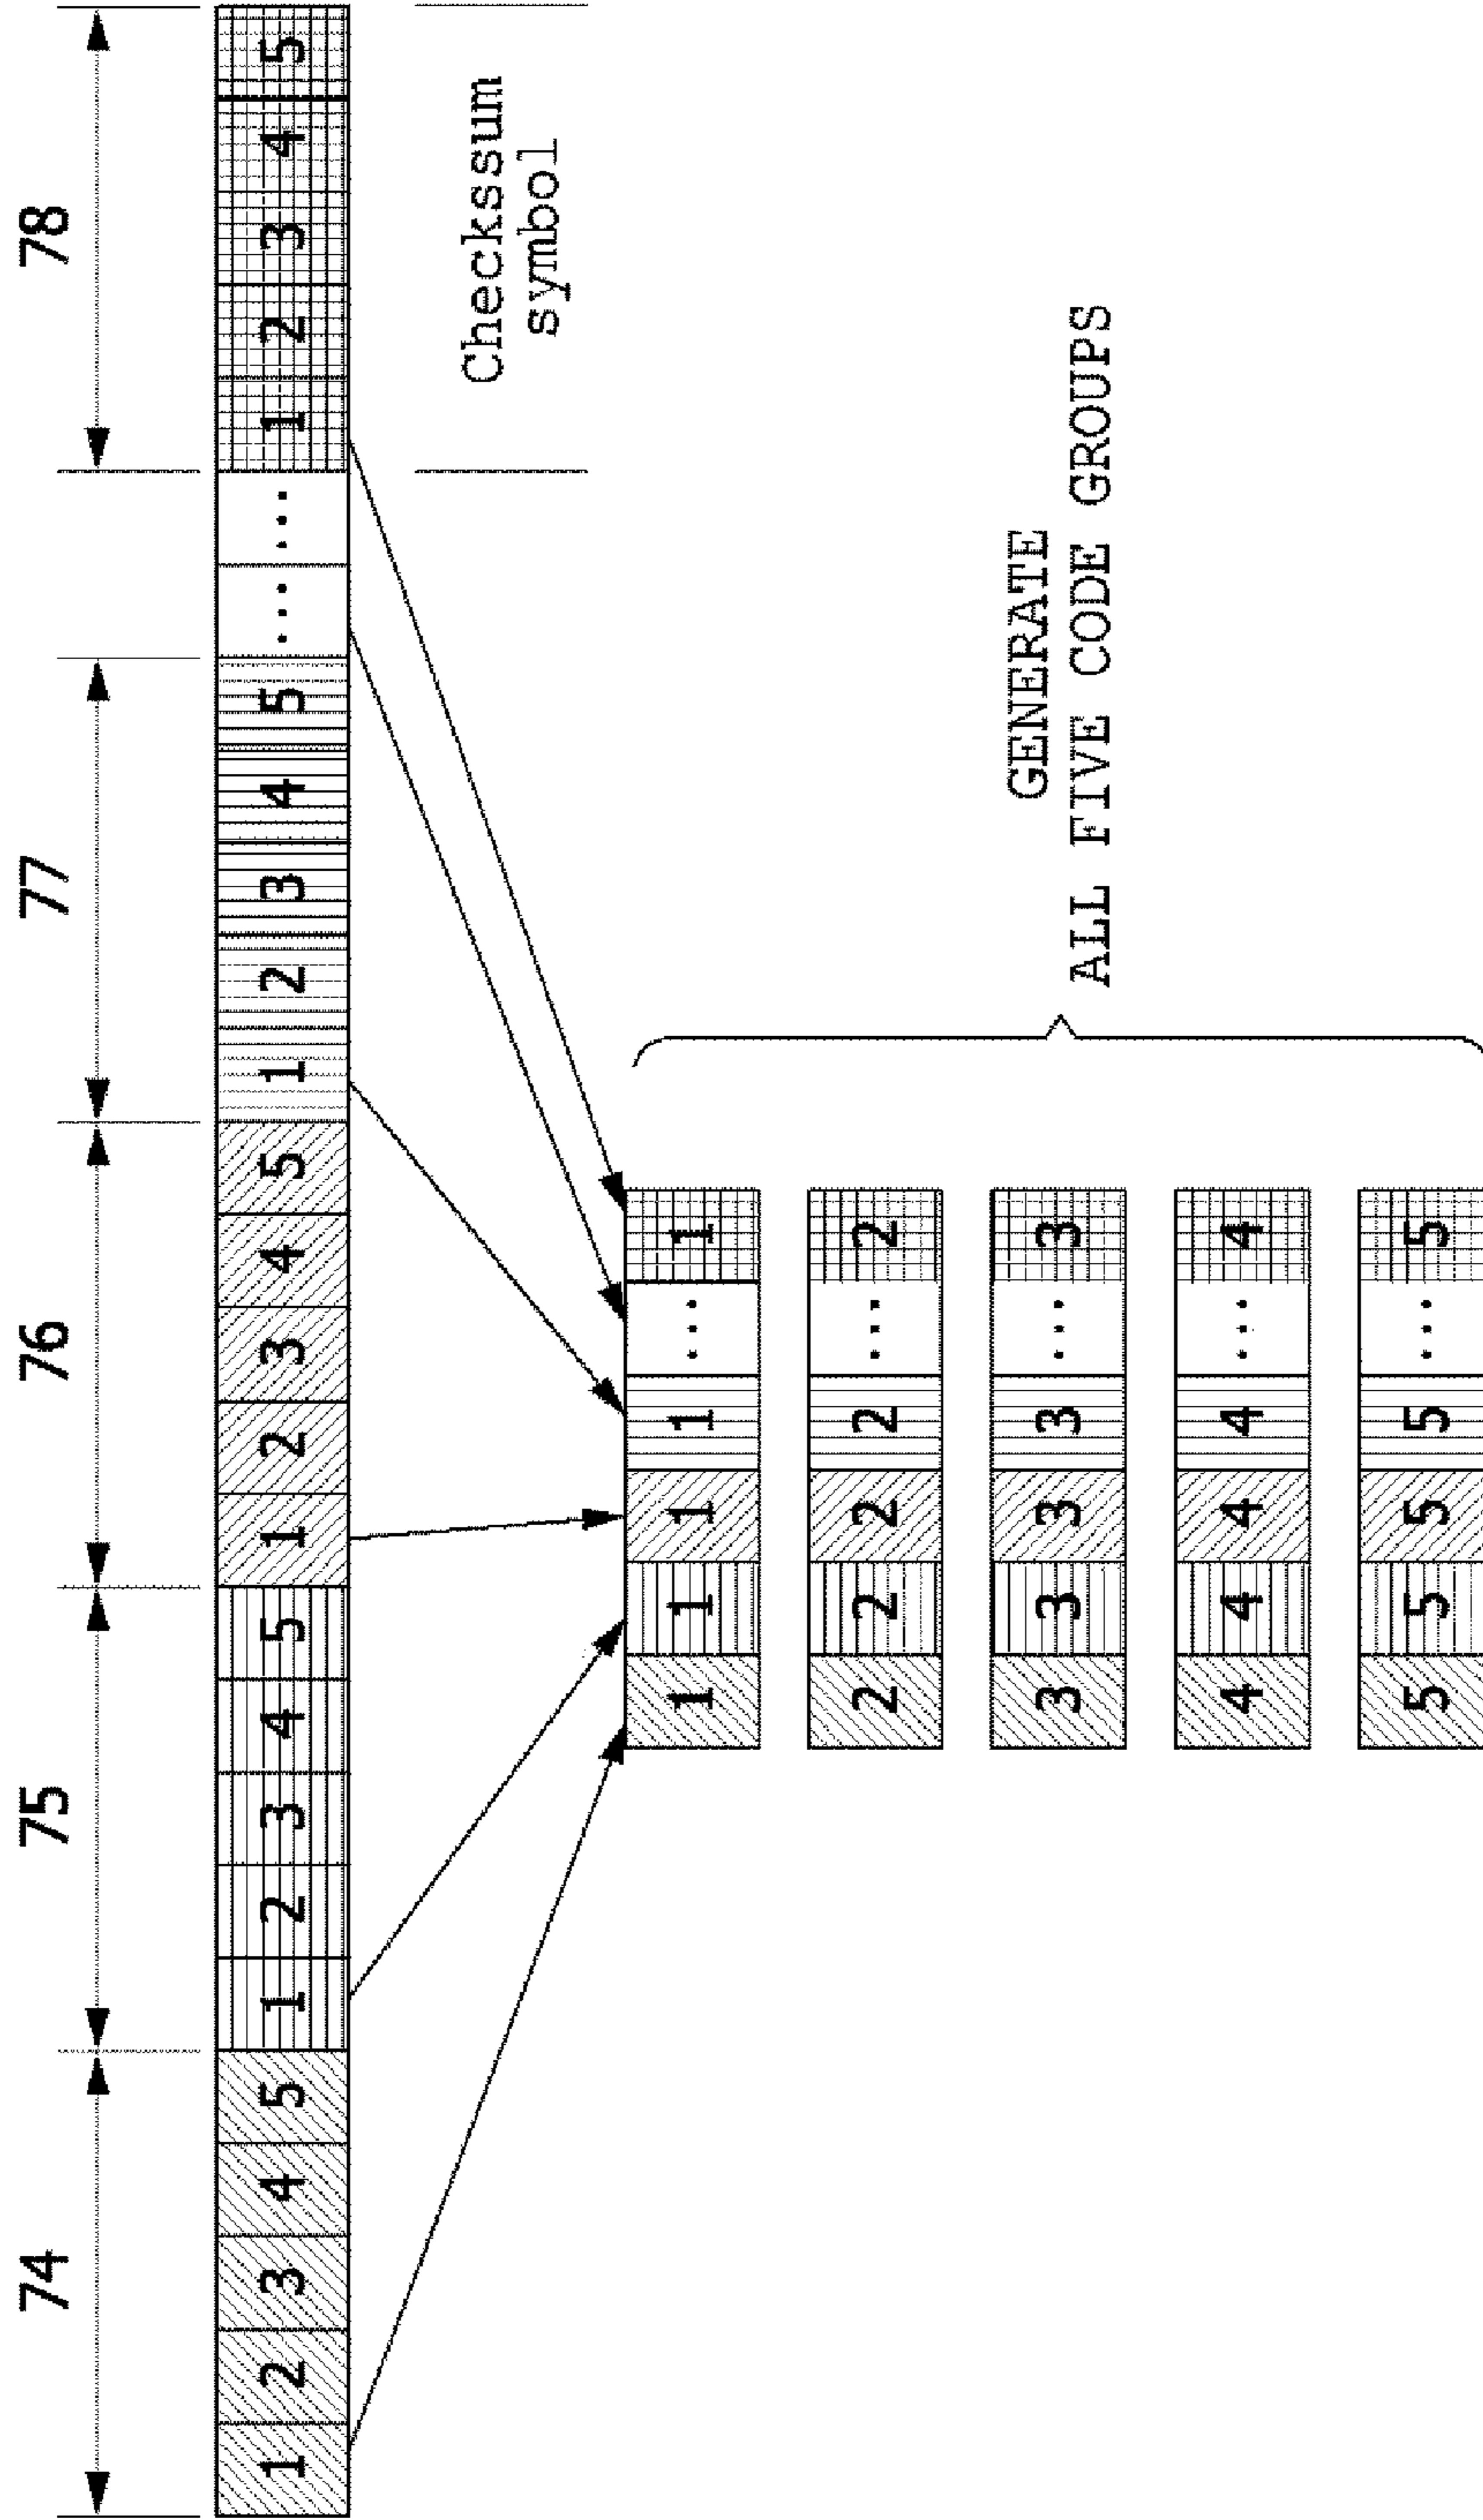 74 75 76 77 78
1 2 3 4 5 1 2 3 4 5 1 2 3 4 5 1 2 3 4 5 ... ... 1 2 3 4 5
Checkssum
symbol
1 1 1 1 ... 1
2 2 2 2 ... 2
3 3 3 3 ... 3
4 4 4 4 ... 4
5 5 5 5 ... 5
GENERATE
ALL FIVE CODE GROUPS